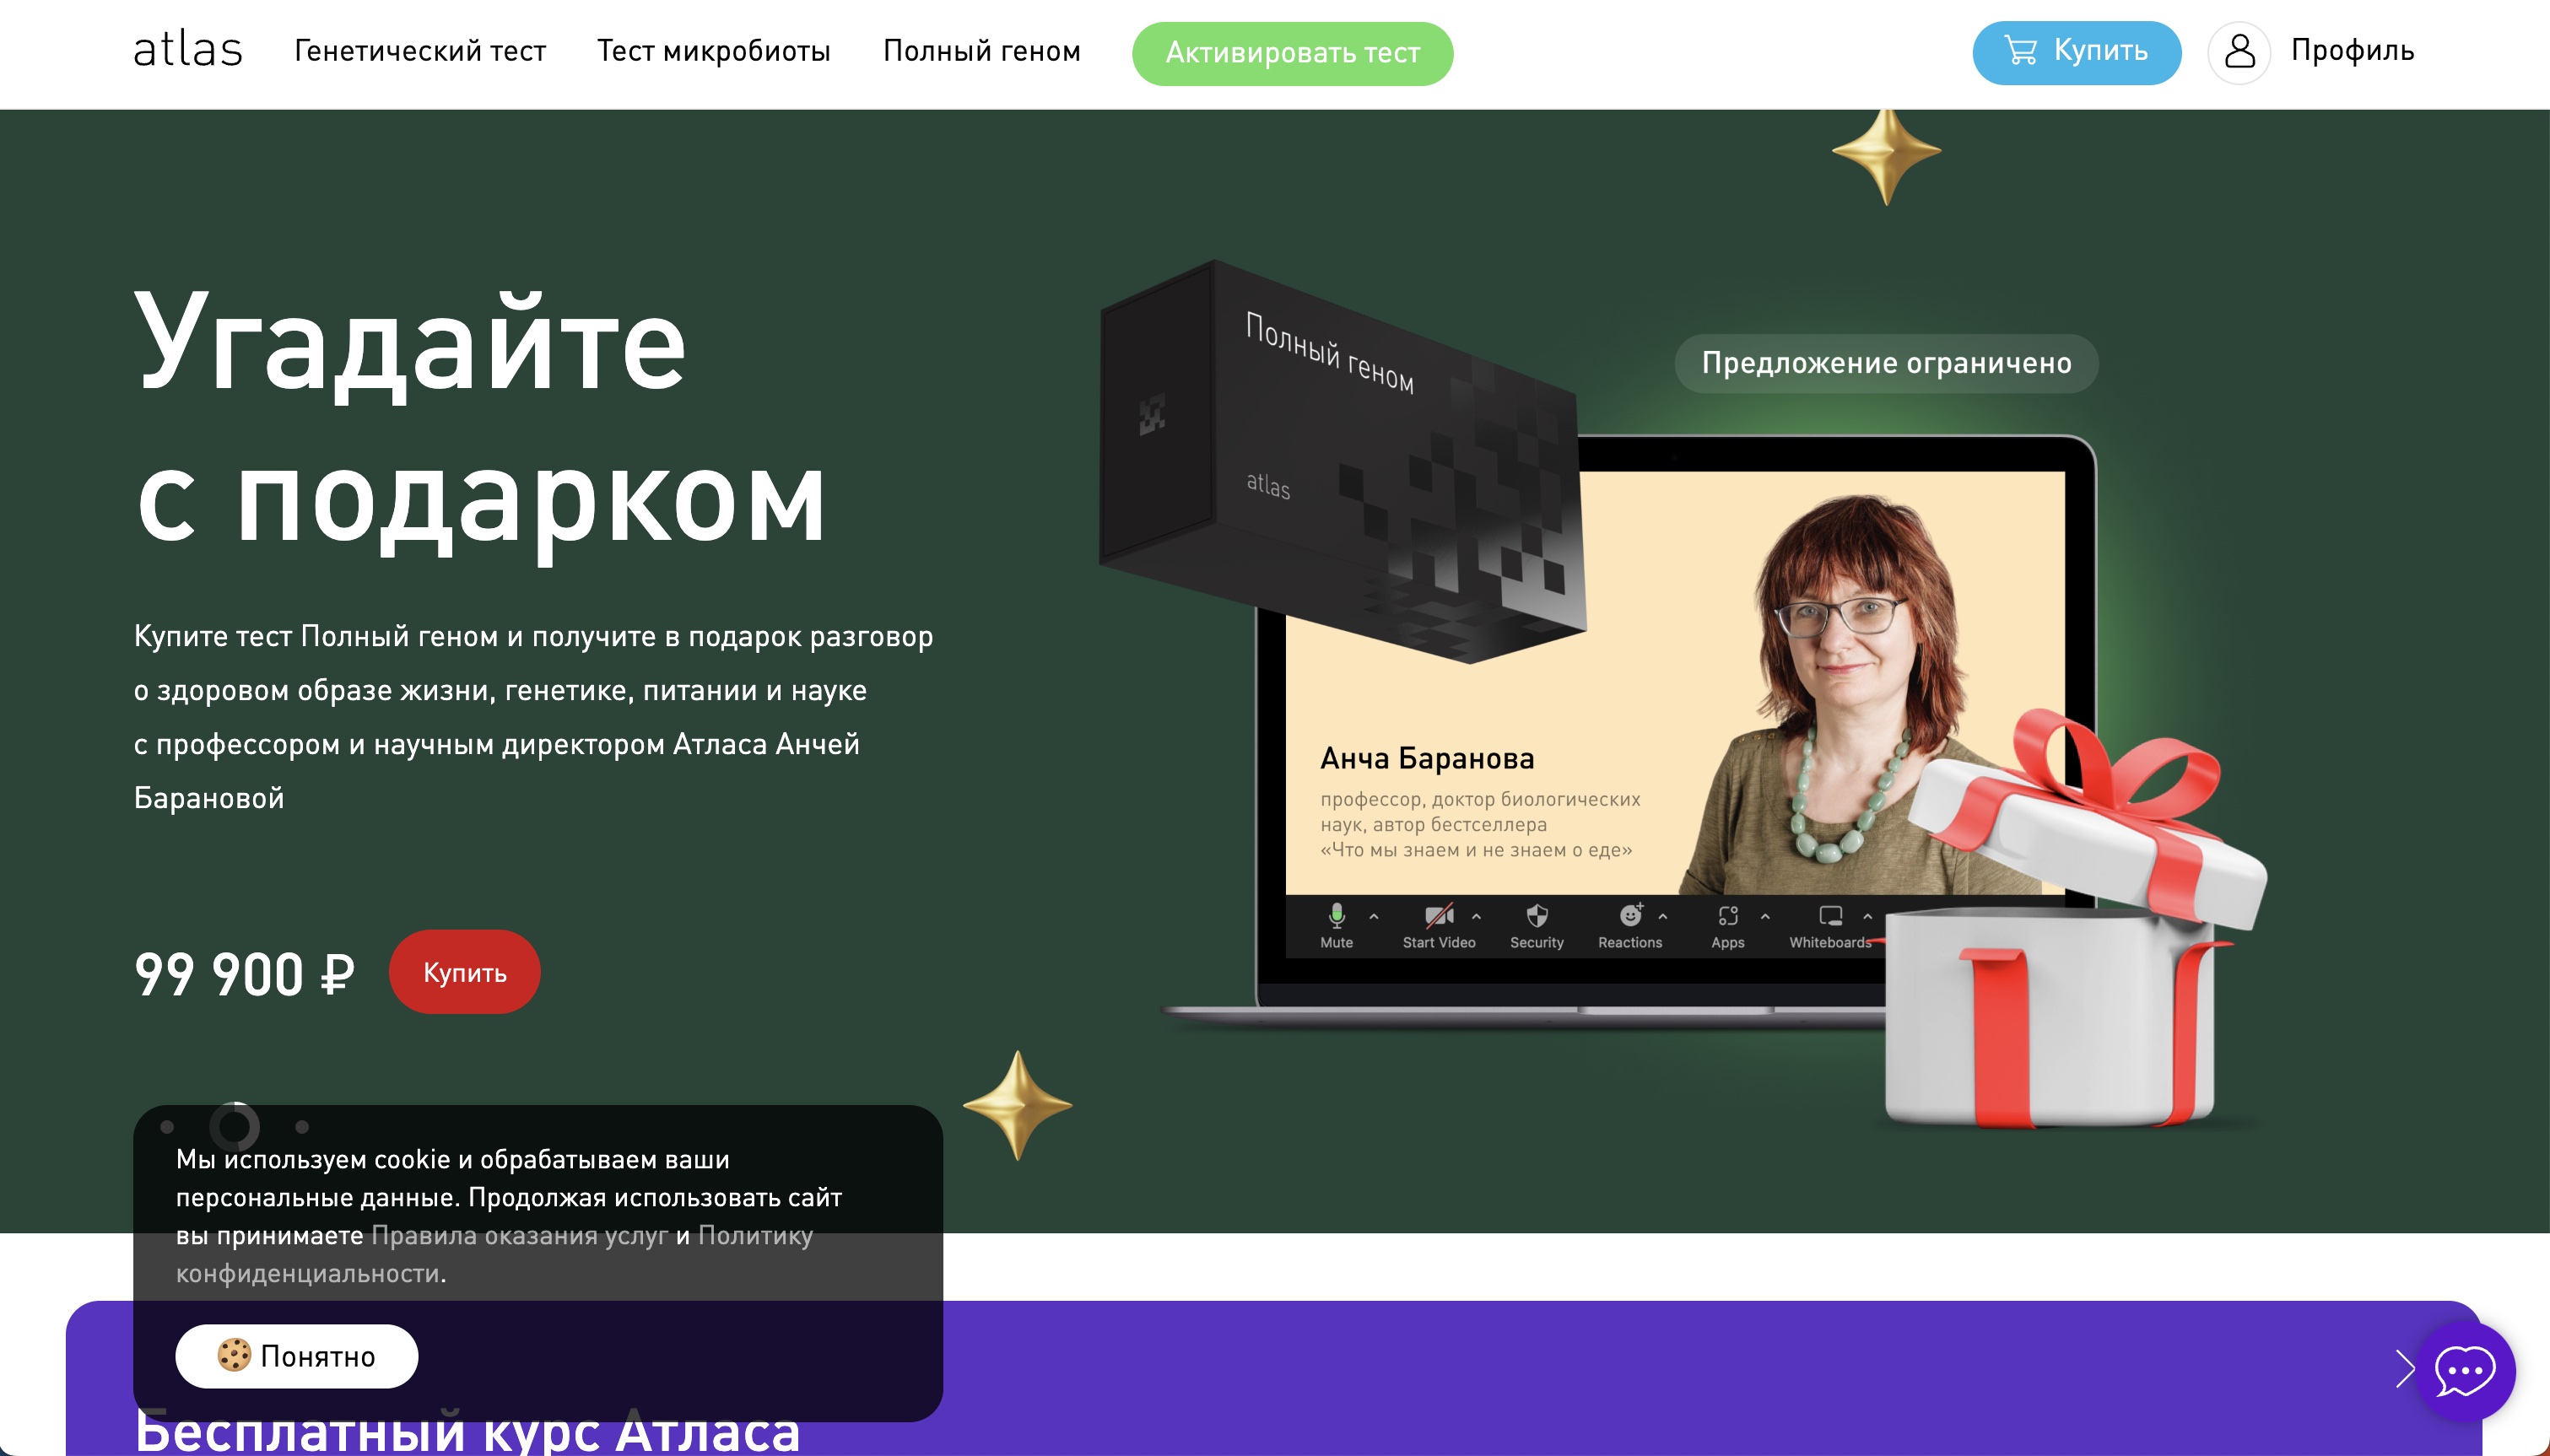 atlas
Генетический тест
Тест микробиоты
Полный геном
Активировать тест
Купить
Профиль
Угадайте
с подарком
Купите тест Полный геном и получите в подарок разговор
о здоровом образе жизни, генетике, питании и науке
с профессором и научным директором Атласа Анчей
Барановой
99 900 ₽
Купить
Полный геном
atlas
Предложение ограничено
Анча Баранова
профессор, доктор биологических
наук, автор бестселлера
«Что мы знаем и не знаем о еде»
Mute
Start Video
Security
Reactions
Apps
Whiteboards
Мы используем cookie и обрабатываем ваши
персональные данные. Продолжая использовать сайт
вы принимаете Правила оказания услуг и Политику
конфиденциальности.
Понятно
Бесплатный курс Атласа